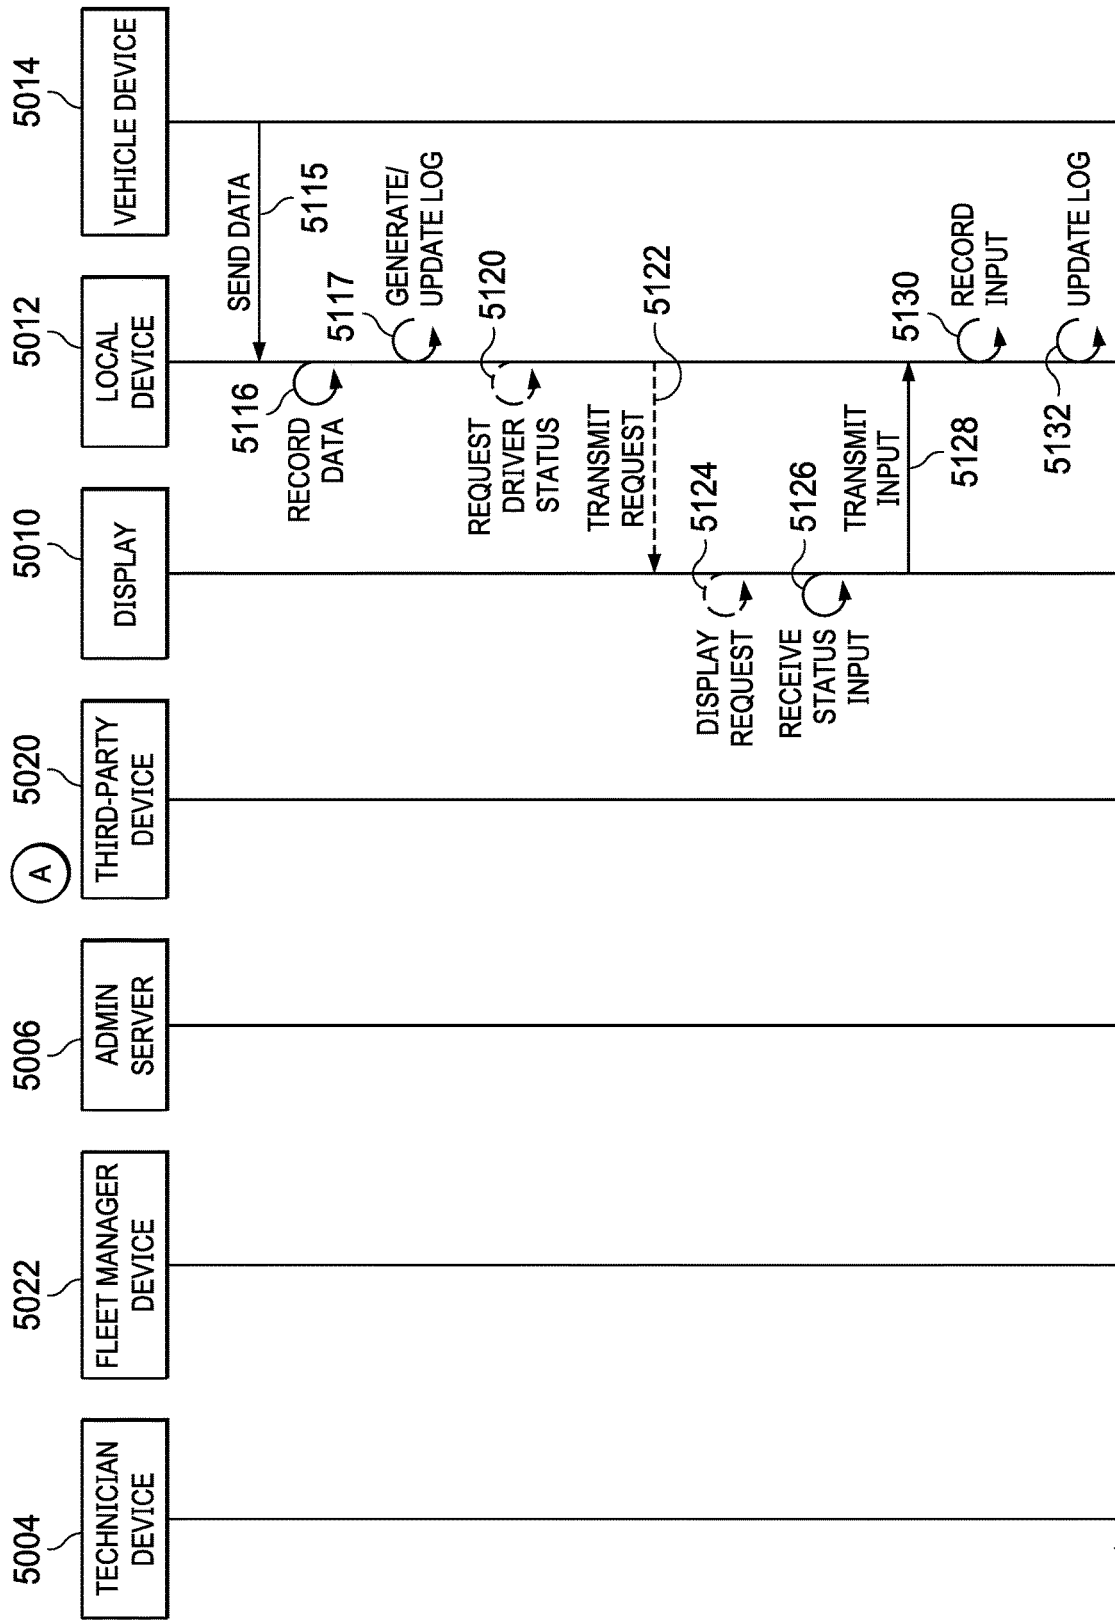 5004
TECHNICIAN
DEVICE
5022
FLEET MANAGER
DEVICE
5006
ADMIN
SERVER
A
5020
THIRD-PARTY
DEVICE
5010
DISPLAY
5012
LOCAL
DEVICE
5014
VEHICLE DEVICE
SEND DATA
5115
5116
RECORD
DATA
5117
GENERATE/
UPDATE LOG
REQUEST
DRIVER
STATUS
5120
TRANSMIT
REQUEST
5122
DISPLAY
REQUEST
5124
RECEIVE
STATUS
INPUT
5126
TRANSMIT
INPUT
5128
5130
RECORD
INPUT
5132
UPDATE LOG